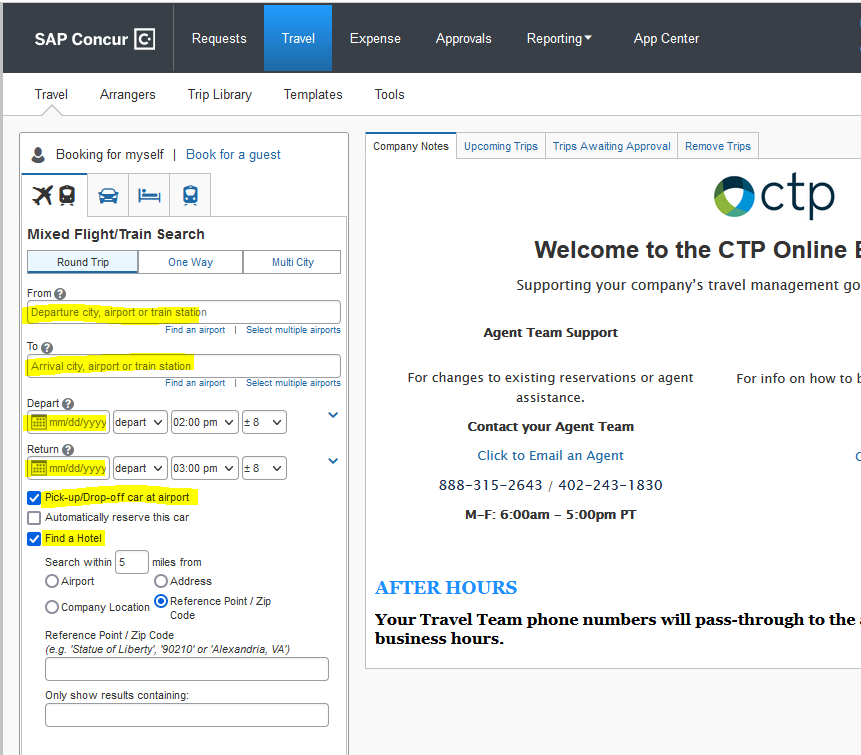 SAP Concur C
Requests
Travel
Expense
Approvals
Reporting
App Center
Travel
Arrangers
Trip Library
Templates
Tools
Booking for myself | Book for a guest
Mixed Flight/Train Search
Round Trip
One Way
Multi City
From ?
Departure city, airport or train station
Find an airport | Select multiple airports
To ?
Arrival city, airport or train station
Find an airport | Select multiple airports
Depart ?
mm/dd/yyyy depart 02:00 pm ± 8
Return ?
mm/dd/yyyy depart 03:00 pm ± 8
Pick-up/Drop-off car at airport
Automatically reserve this car
Find a Hotel
Search within 5 miles from
Airport
Address
Company Location
Reference Point / Zip
Code
Reference Point / Zip Code
(e.g. 'Statue of Liberty', '90210' or 'Alexandria, VA')
Only show results containing:
Company Notes
Upcoming Trips
Trips Awaiting Approval
Remove Trips
ctp
Welcome to the CTP Online
Supporting your company's travel management go
Agent Team Support
For changes to existing reservations or agent
assistance.
Contact your Agent Team
Click to Email an Agent
888-315-2643 / 402-243-1830
M–F: 6:00am – 5:00pm PT
For info on how to b
AFTER HOURS
Your Travel Team phone numbers will pass-through to the
business hours.